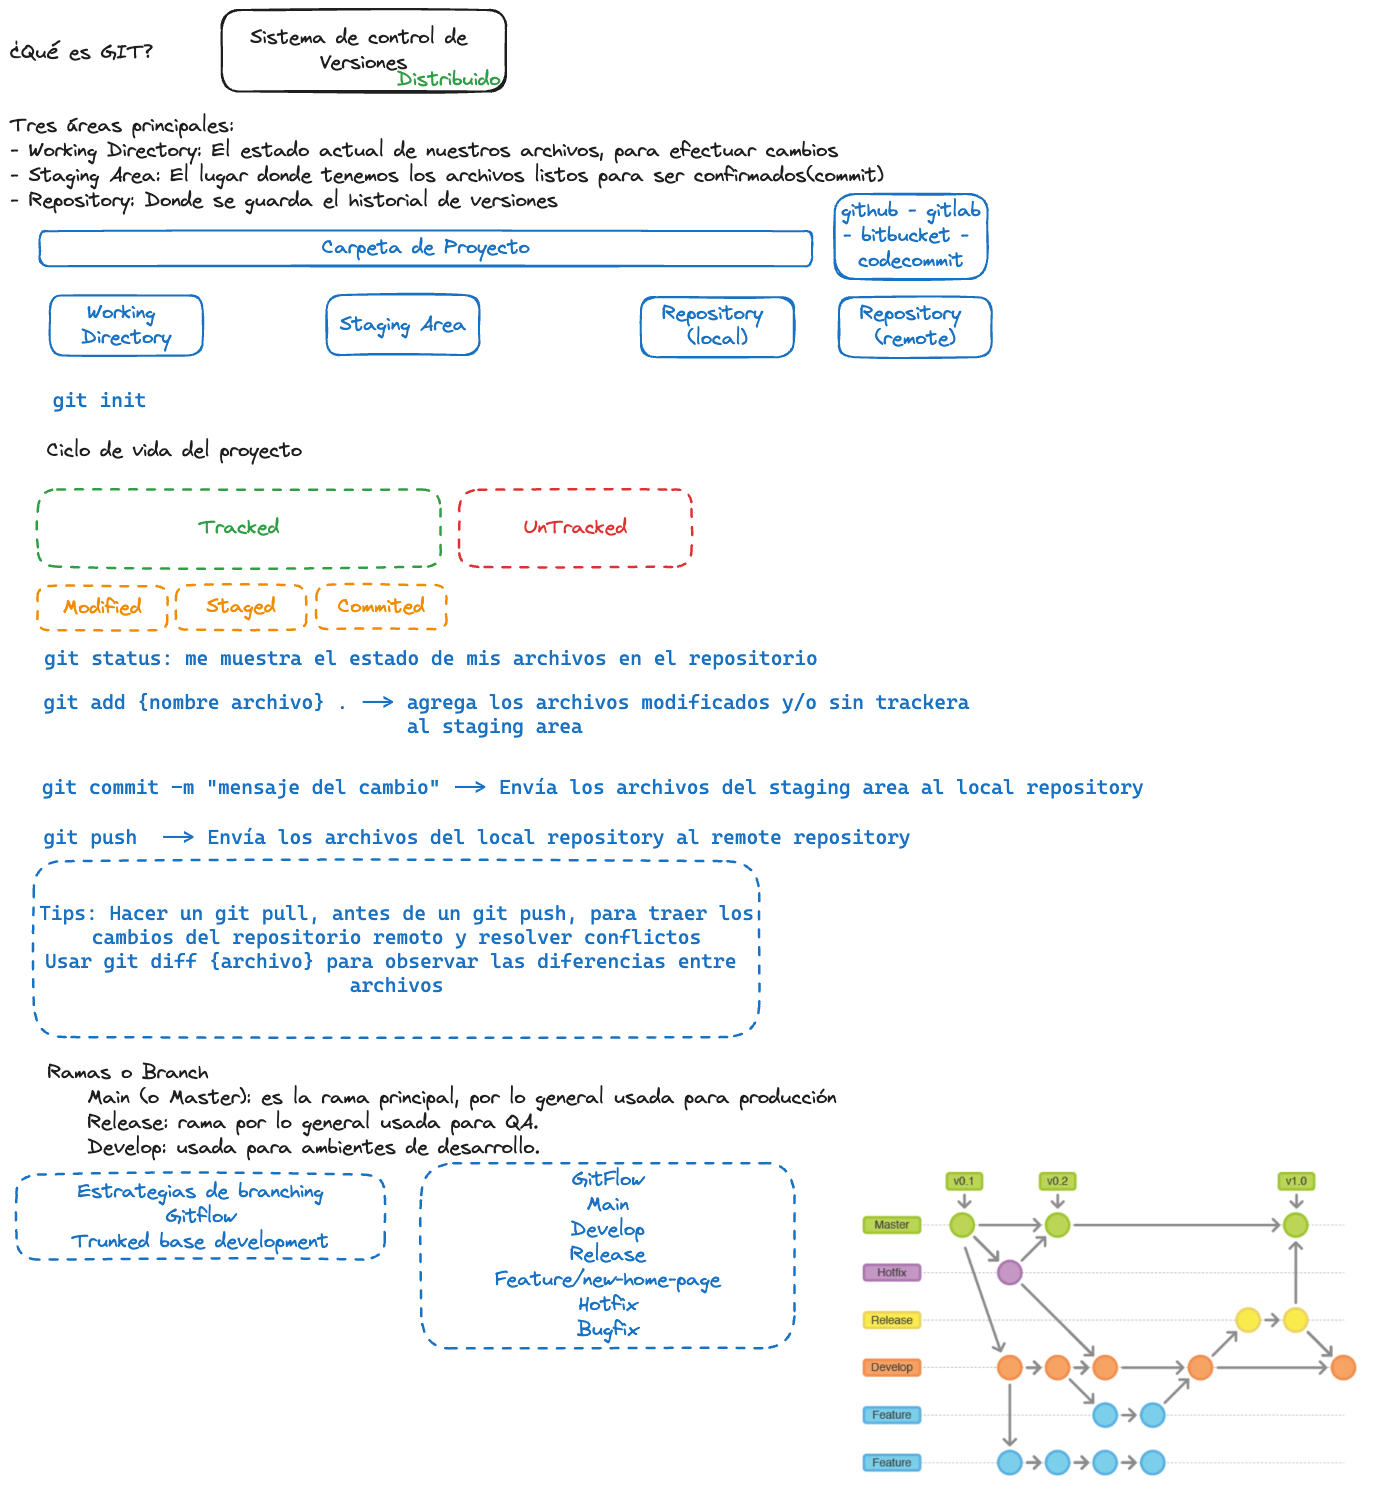 ¿Qué es GIT?
Sistema de control de
Versiones
Distribuido
Tres áreas principales:
- Working Directory: El estado actual de nuestros archivos, para efectuar cambios
- Staging Area: El lugar donde tenemos los archivos listos para ser confirmados(commit)
- Repository: Donde se guarda el historial de versiones
github - gitlab
- bitbucket -
codecommit
Carpeta de Proyecto
Working
Directory
Staging Area
Repository
(local)
Repository
(remote)
git init
Ciclo de vida del proyecto
Tracked
UnTracked
Modified
Staged
Commited
git status: me muestra el estado de mis archivos en el repositorio
git add {nombre archivo} . agrega los archivos modificados y/o sin trackera
al staging area
git commit -m "mensaje del cambio" Envía los archivos del staging area al local repository
git push Envía los archivos del local repository al remote repository
Tips: Hacer un git pull, antes de un git push, para traer los
cambios del repositorio remoto y resolver conflictos
Usar git diff {archivo} para observar las diferencias entre
archivos
Ramas o Branch
Main (o Master): es la rama principal, por lo general usada para producción
Release: rama por lo general usada para QA.
Develop: usada para ambientes de desarrollo.
Estrategias de branching
Gitflow
Trunked base development
GitFlow
Main
Develop
Release
Feature/new-home-page
Hotfix
Bugfix
v0.1
v0.2
v1.0
Master
Hotfix
Release
Develop
Feature
Feature